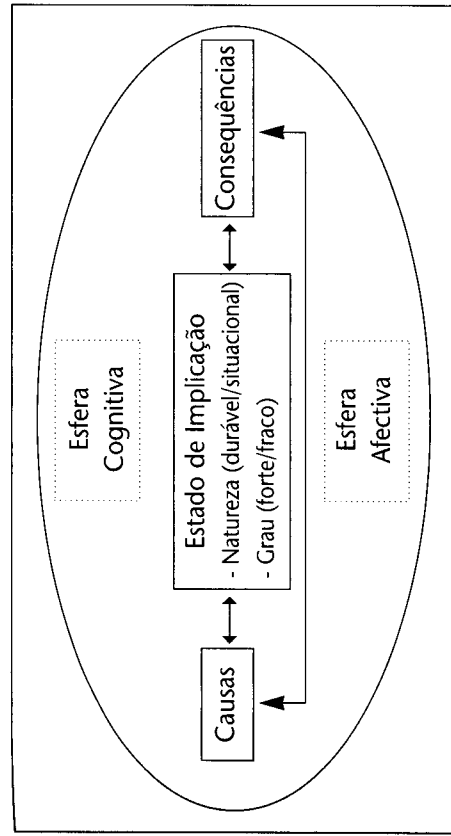 Esfera
Cognitiva
Causas
Estado de Implicação
- Natureza (durável/situacional)
- Grau (forte/fraco)
Consequências
Esfera
Afectiva